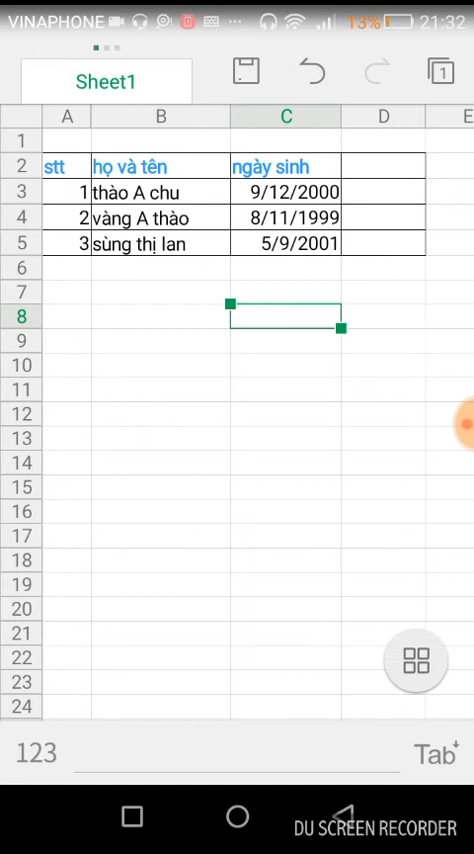 VINAPHONE 13% 21:32
Sheet1 1
A B C D E
1
2 stt họ và tên ngày sinh
3 1 thào A chu 9/12/2000
4 2 vàng A thào 8/11/1999
5 3 sùng thị lan 5/9/2001
6
7
8
9
10
11
12
13
14
15
16
17
18
19
20
21
22
23
24
123 Tab
DU SCREEN RECORDER